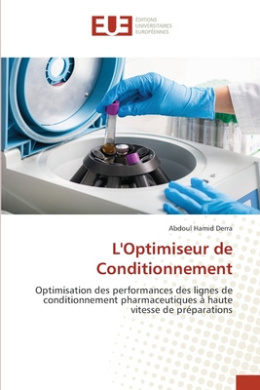 EUE
ÉDITIONS
UNIVERSITAIRES
EUROPÉENNES
Abdoul Hamid Derra
L'Optimiseur de
Conditionnement
Optimisation des performances des lignes de
conditionnement pharmaceutiques à haute
vitesse de préparations